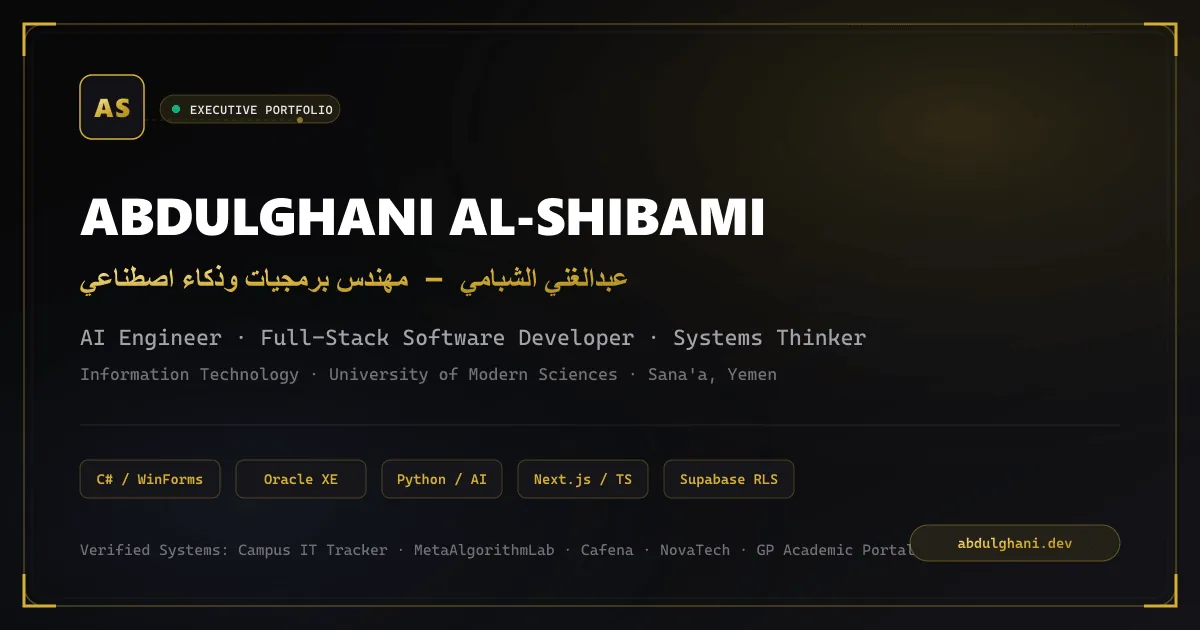 AS
EXECUTIVE PORTFOLIO
ABDULGHANI AL-SHIBAMI
عبدالغني الشبامي — مهندس برمجيات وذكاء اصطناعي
AI Engineer · Full-Stack Software Developer · Systems Thinker
Information Technology · University of Modern Sciences · Sana'a, Yemen
C# / WinForms
Oracle XE
Python / AI
Next.js / TS
Supabase RLS
Verified Systems: Campus IT Tracker · MetaAlgorithmLab · Cafena · NovaTech · GP Academic Portal
abdulghani.dev